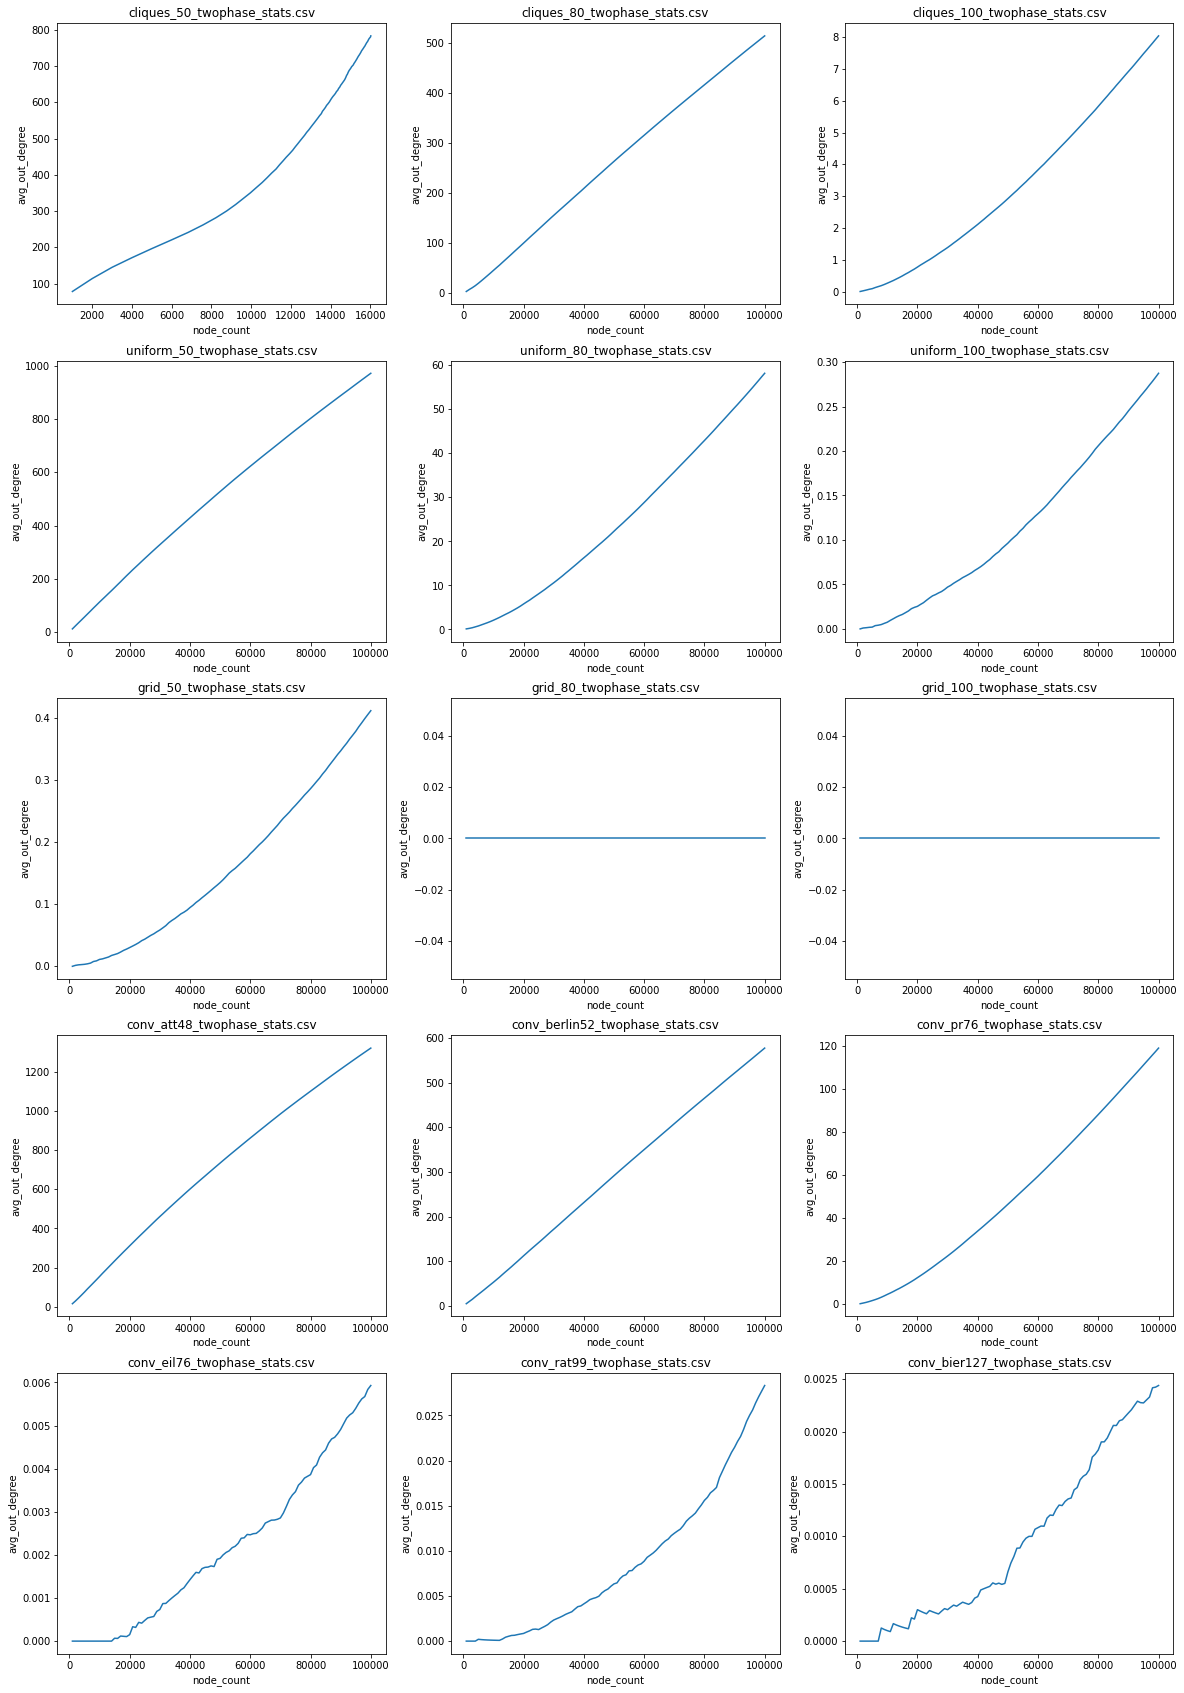 cliques_50_twophase_stats.csv
avg_out_degree
800
700
600
500
400
300
200
100
2000 4000 6000 8000 10000 12000 14000 16000
node_count
cliques_80_twophase_stats.csv
avg_out_degree
500
400
300
200
100
0
0 20000 40000 60000 80000 100000
node_count
cliques_100_twophase_stats.csv
avg_out_degree
8
7
6
5
4
3
2
1
0
0 20000 40000 60000 80000 100000
node_count
uniform_50_twophase_stats.csv
avg_out_degree
1000
800
600
400
200
0
0 20000 40000 60000 80000 100000
node_count
uniform_80_twophase_stats.csv
avg_out_degree
60
50
40
30
20
10
0
0 20000 40000 60000 80000 100000
node_count
uniform_100_twophase_stats.csv
avg_out_degree
0.30
0.25
0.20
0.15
0.10
0.05
0.00
0 20000 40000 60000 80000 100000
node_count
grid_50_twophase_stats.csv
avg_out_degree
0.4
0.3
0.2
0.1
0.0
0 20000 40000 60000 80000 100000
node_count
grid_80_twophase_stats.csv
avg_out_degree
0.04
0.02
0.00
−0.02
−0.04
0 20000 40000 60000 80000 100000
node_count
grid_100_twophase_stats.csv
avg_out_degree
0.04
0.02
0.00
−0.02
−0.04
0 20000 40000 60000 80000 100000
node_count
conv_att48_twophase_stats.csv
avg_out_degree
1200
1000
800
600
400
200
0
0 20000 40000 60000 80000 100000
node_count
conv_berlin52_twophase_stats.csv
avg_out_degree
600
500
400
300
200
100
0
0 20000 40000 60000 80000 100000
node_count
conv_pr76_twophase_stats.csv
avg_out_degree
120
100
80
60
40
20
0
0 20000 40000 60000 80000 100000
node_count
conv_eil76_twophase_stats.csv
avg_out_degree
0.006
0.005
0.004
0.003
0.002
0.001
0.000
0 20000 40000 60000 80000 100000
node_count
conv_rat99_twophase_stats.csv
avg_out_degree
0.025
0.020
0.015
0.010
0.005
0.000
0 20000 40000 60000 80000 100000
node_count
conv_bier127_twophase_stats.csv
avg_out_degree
0.0025
0.0020
0.0015
0.0010
0.0005
0.0000
0 20000 40000 60000 80000 100000
node_count